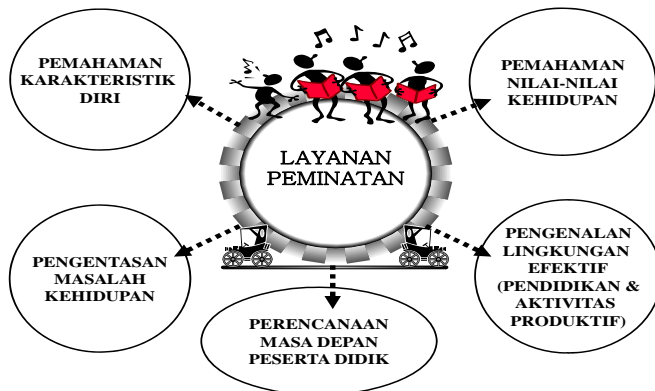 PEMAHAMAN
KARAKTERISTIK
DIRI
PEMAHAMAN
NILAI-NILAI
KEHIDUPAN
LAYANAN
PEMINATAN
PENGENTASAN
MASALAH
KEHIDUPAN
PENGENALAN
LINGKUNGAN
EFEKTIF
(PENDIDIKAN &
AKTIVITAS
PRODUKTIF)
PERENCANAAN
MASA DEPAN
PESERTA DIDIK